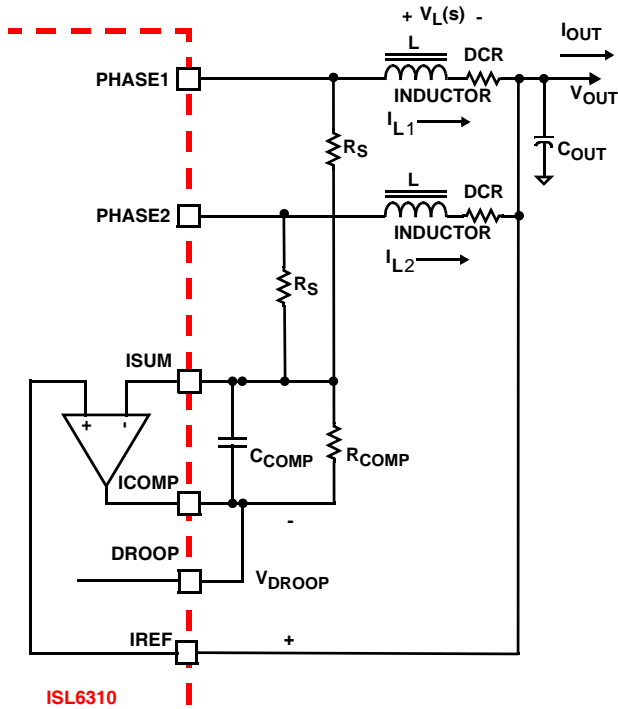 + VL(s) -
IOUT
L
DCR
PHASE1
INDUCTOR
VOUT
IL1
RS
COUT
L
DCR
PHASE2
INDUCTOR
IL2
RS
ISUM
+ -
CCOMP
RCOMP
ICOMP
-
DROOP
VDROOP
IREF
+
ISL6310